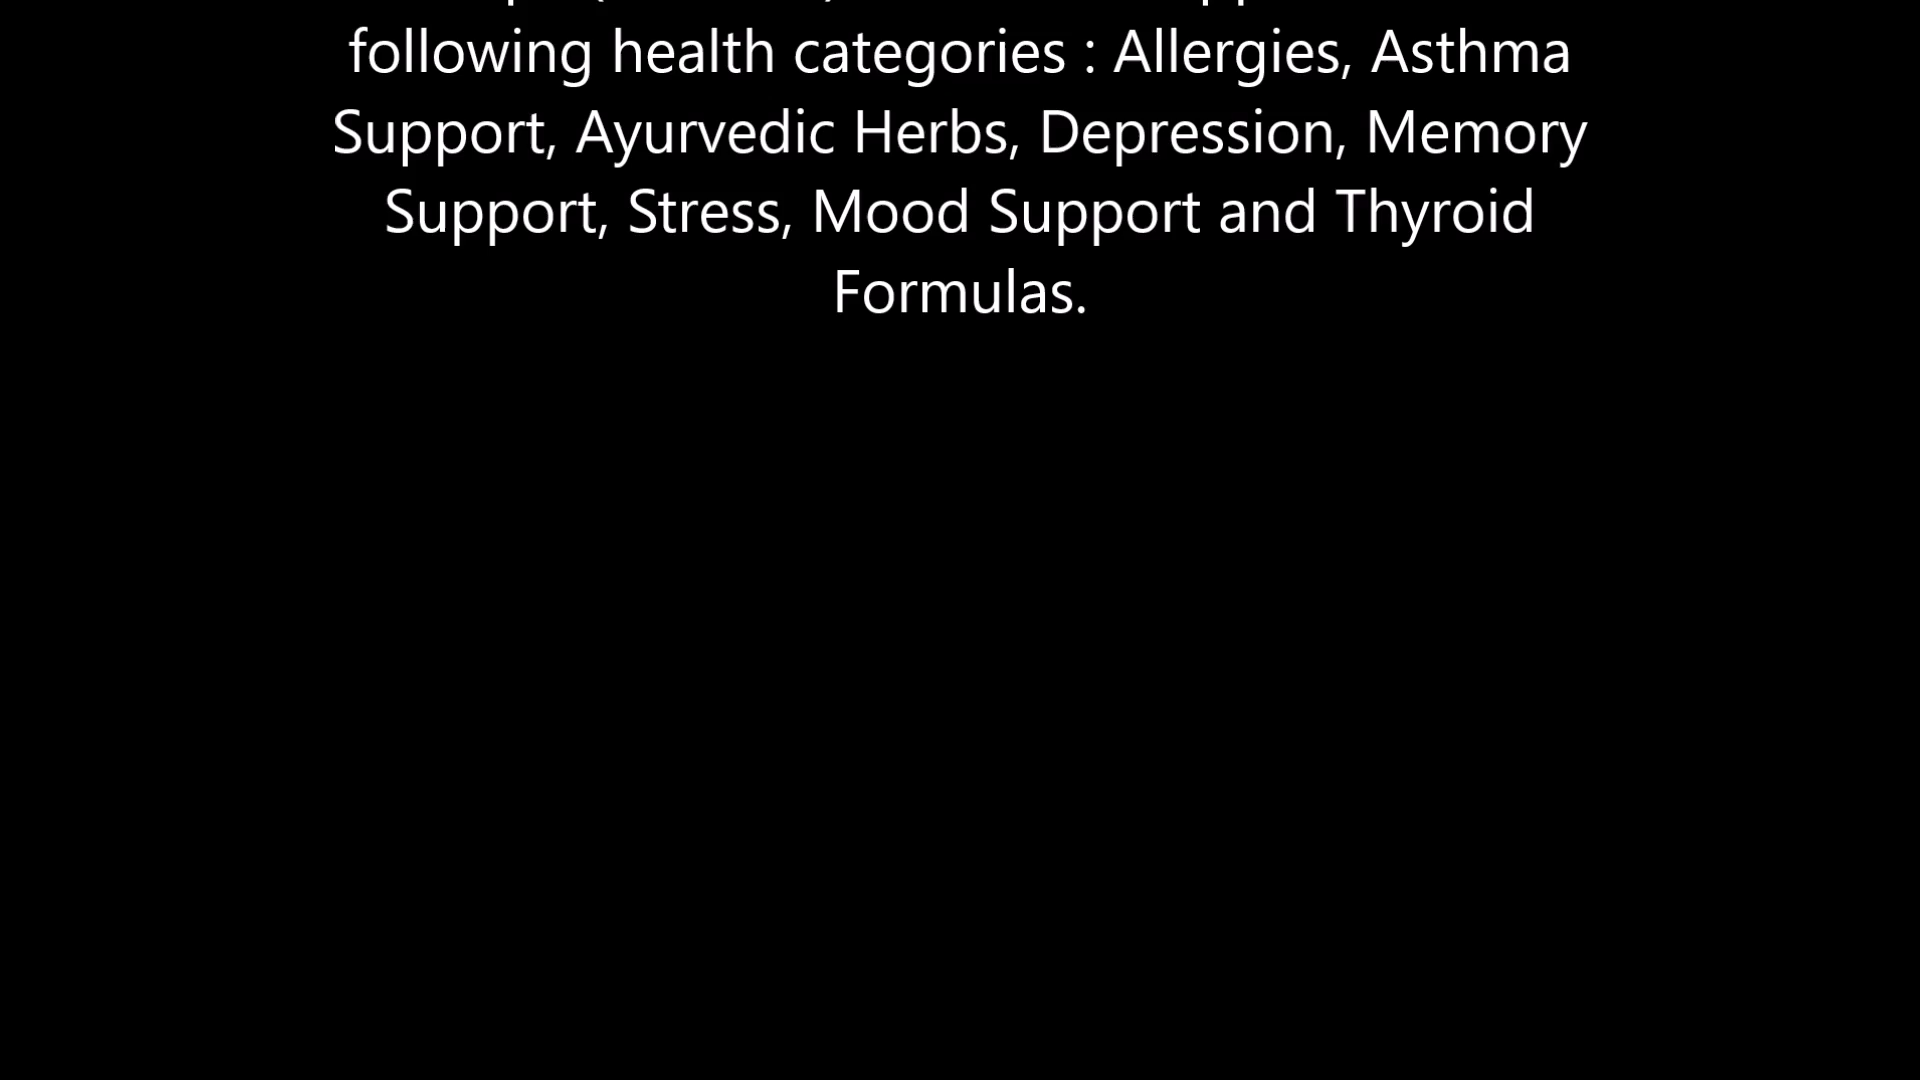 following health categories : Allergies, Asthma
Support, Ayurvedic Herbs, Depression, Memory
Support, Stress, Mood Support and Thyroid
Formulas.